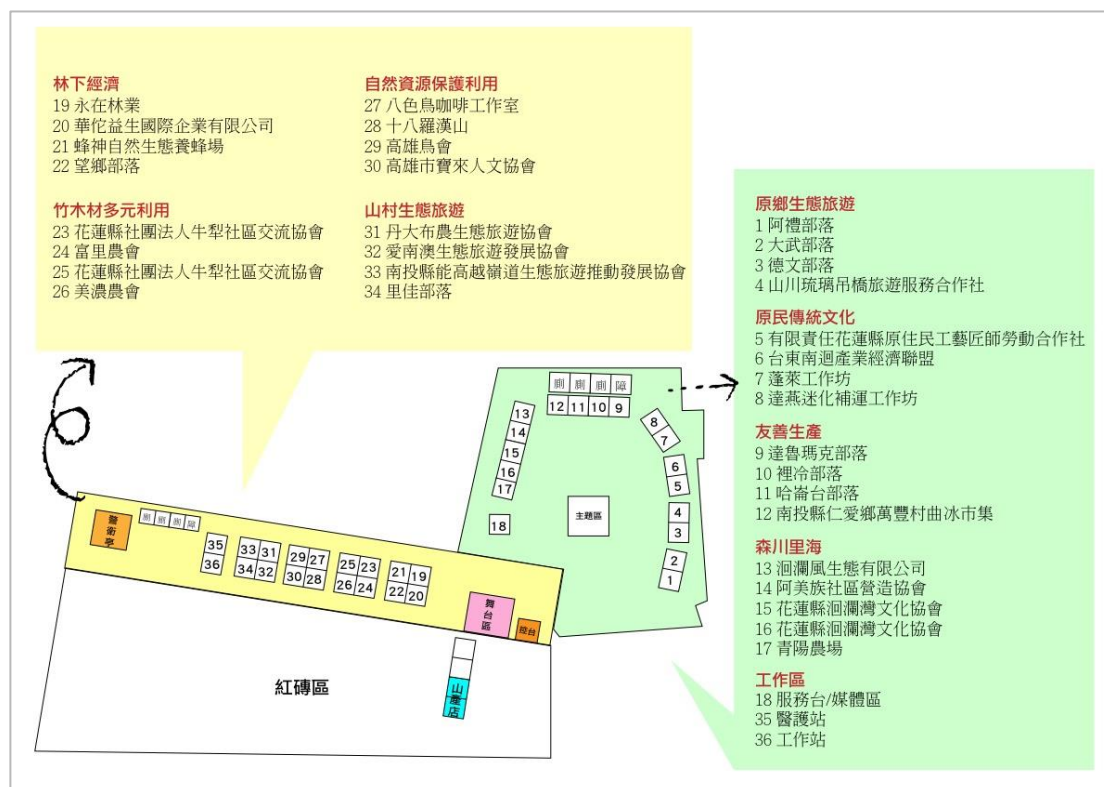 林下經濟
19 永在林業
20 華佗益生國際企業有限公司
21 蜂神自然生態養蜂場
22 望鄉部落
竹木材多元利用
23 花蓮縣社團法人牛犁社區交流協會
24 富里農會
25 花蓮縣社團法人牛犁社區交流協會
26 美濃農會
自然資源保護利用
27 八色鳥咖啡工作室
28 十八羅漢山
29 高雄鳥會
30 高雄市寶來人文協會
山村生態旅遊
31 丹大布農生態旅遊協會
32 愛南澳生態旅遊發展協會
33 南投縣能高越嶺道生態旅遊推動發展協會
34 里佳部落
原鄉生態旅遊
1 阿禮部落
2 大武部落
3 德文部落
4 山川琉璃吊橋旅遊服務合作社
原民傳統文化
5 有限責任花蓮縣原住民工藝匠師勞動合作社
6 台東南迴產業經濟聯盟
7 蓬萊工作坊
8 達燕迷化補運工作坊
友善生產
9 達魯瑪克部落
10 裡冷部落
11 哈崙台部落
12 南投縣仁愛鄉萬豐村曲冰市集
森川里海
13 洄瀾風生態有限公司
14 阿美族社區營造協會
15 花蓮縣洄瀾灣文化協會
16 花蓮縣洄瀾灣文化協會
17 青陽農場
工作區
18 服務台/媒體區
35 醫護站
36 工作站
廁 廁 廁 障
12 11 10 9
13
14
15
16
17
18
8
7
6
5
4
3
2
1
主題區
警衛亭
廁 廁 廁 障
35
36
33 31
34 32
29 27
30 28
25 23
26 24
21 19
22 20
舞台區
控台
山產店
紅磚區